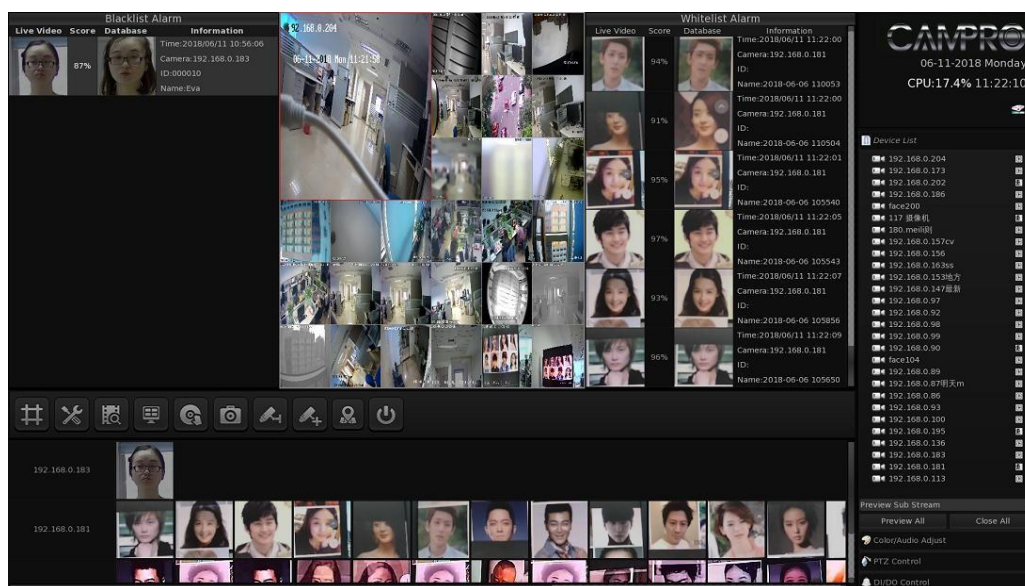 Blacklist Alarm
Live Video Score Database Information
87%
Time:2018/06/11 10:56:06
Camera:192.168.0.183
ID:000010
Name:Eva
192.168.0.204
06-11-2018 Mon 11:21:58
Whitelist Alarm
Live Video Score Database Information
94%
Time:2018/06/11 11:22:00
Camera:192.168.0.181
ID:
Name:2018-06-06 110053
91%
Time:2018/06/11 11:22:00
Camera:192.168.0.181
ID:
Name:2018-06-06 110504
95%
Time:2018/06/11 11:22:01
Camera:192.168.0.181
ID:
Name:2018-06-06 105540
97%
Time:2018/06/11 11:22:05
Camera:192.168.0.181
ID:
Name:2018-06-06 105543
93%
Time:2018/06/11 11:22:07
Camera:192.168.0.181
ID:
Name:2018-06-06 105856
96%
Time:2018/06/11 11:22:09
Camera:192.168.0.181
ID:
Name:2018-06-06 105650
CAMPRO
06-11-2018 Monday
CPU:17.4% 11:22:10
Device List
192.168.0.204
192.168.0.173
192.168.0.202
192.168.0.186
face200
117 摄像机
180.meili则
192.168.0.157cv
192.168.0.156
192.168.0.163ss
192.168.0.153地方
192.168.0.147最新
192.168.0.97
192.168.0.92
192.168.0.98
192.168.0.99
192.168.0.90
face104
192.168.0.89
192.168.0.87明天m
192.168.0.86
192.168.0.93
192.168.0.100
192.168.0.195
192.168.0.136
192.168.0.183
192.168.0.181
192.168.0.113
Preview Sub Stream
Preview All Close All
Color/Audio Adjust
PTZ Control
DI/DO Control
192.168.0.183
192.168.0.181